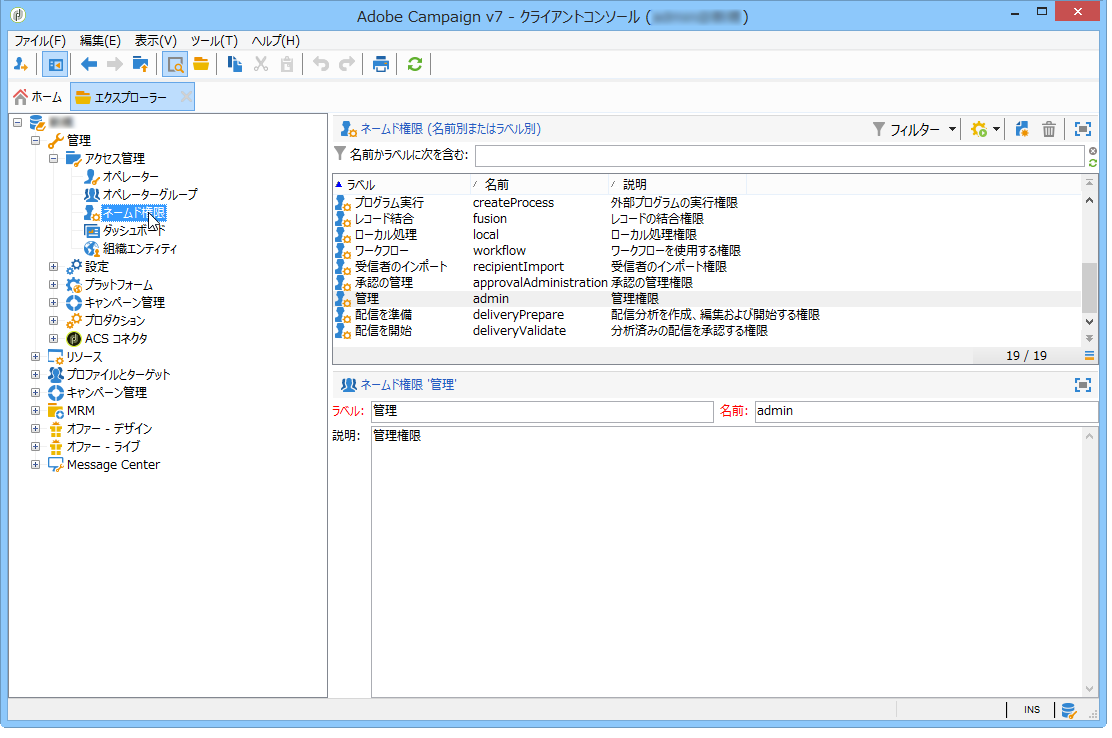 Adobe Campaign v7 - クライアントコンソール (
)
ファイル(F) 編集(E) 表示(V) ツール(T) ヘルプ(H)
ホーム エクスプローラー
管理
アクセス管理
オペレーター
オペレーターグループ
ネームド権限
ダッシュボード
組織エンティティ
設定
プラットフォーム
キャンペーン管理
プロダクション
ACS コネクタ
リソース
プロファイルとターゲット
キャンペーン管理
MRM
オファー - デザイン
オファー - ライブ
Message Center
ネームド権限 (名前別またはラベル別) フィルター
名前かラベルに次を含む:
ラベル 名前 説明
プログラム実行 createProcess 外部プログラムの実行権限
レコード結合 fusion レコードの結合権限
ローカル処理 local ローカル処理権限
ワークフロー workflow ワークフローを使用する権限
受信者のインポート recipientImport 受信者のインポート権限
承認の管理 approvalAdministration 承認の管理権限
管理 admin 管理権限
配信を準備 deliveryPrepare 配信分析を作成、編集および開始する権限
配信を開始 deliveryValidate 分析済みの配信を承認する権限
19 / 19
ネームド権限 '管理'
ラベル: 管理 名前: admin
説明: 管理権限
INS